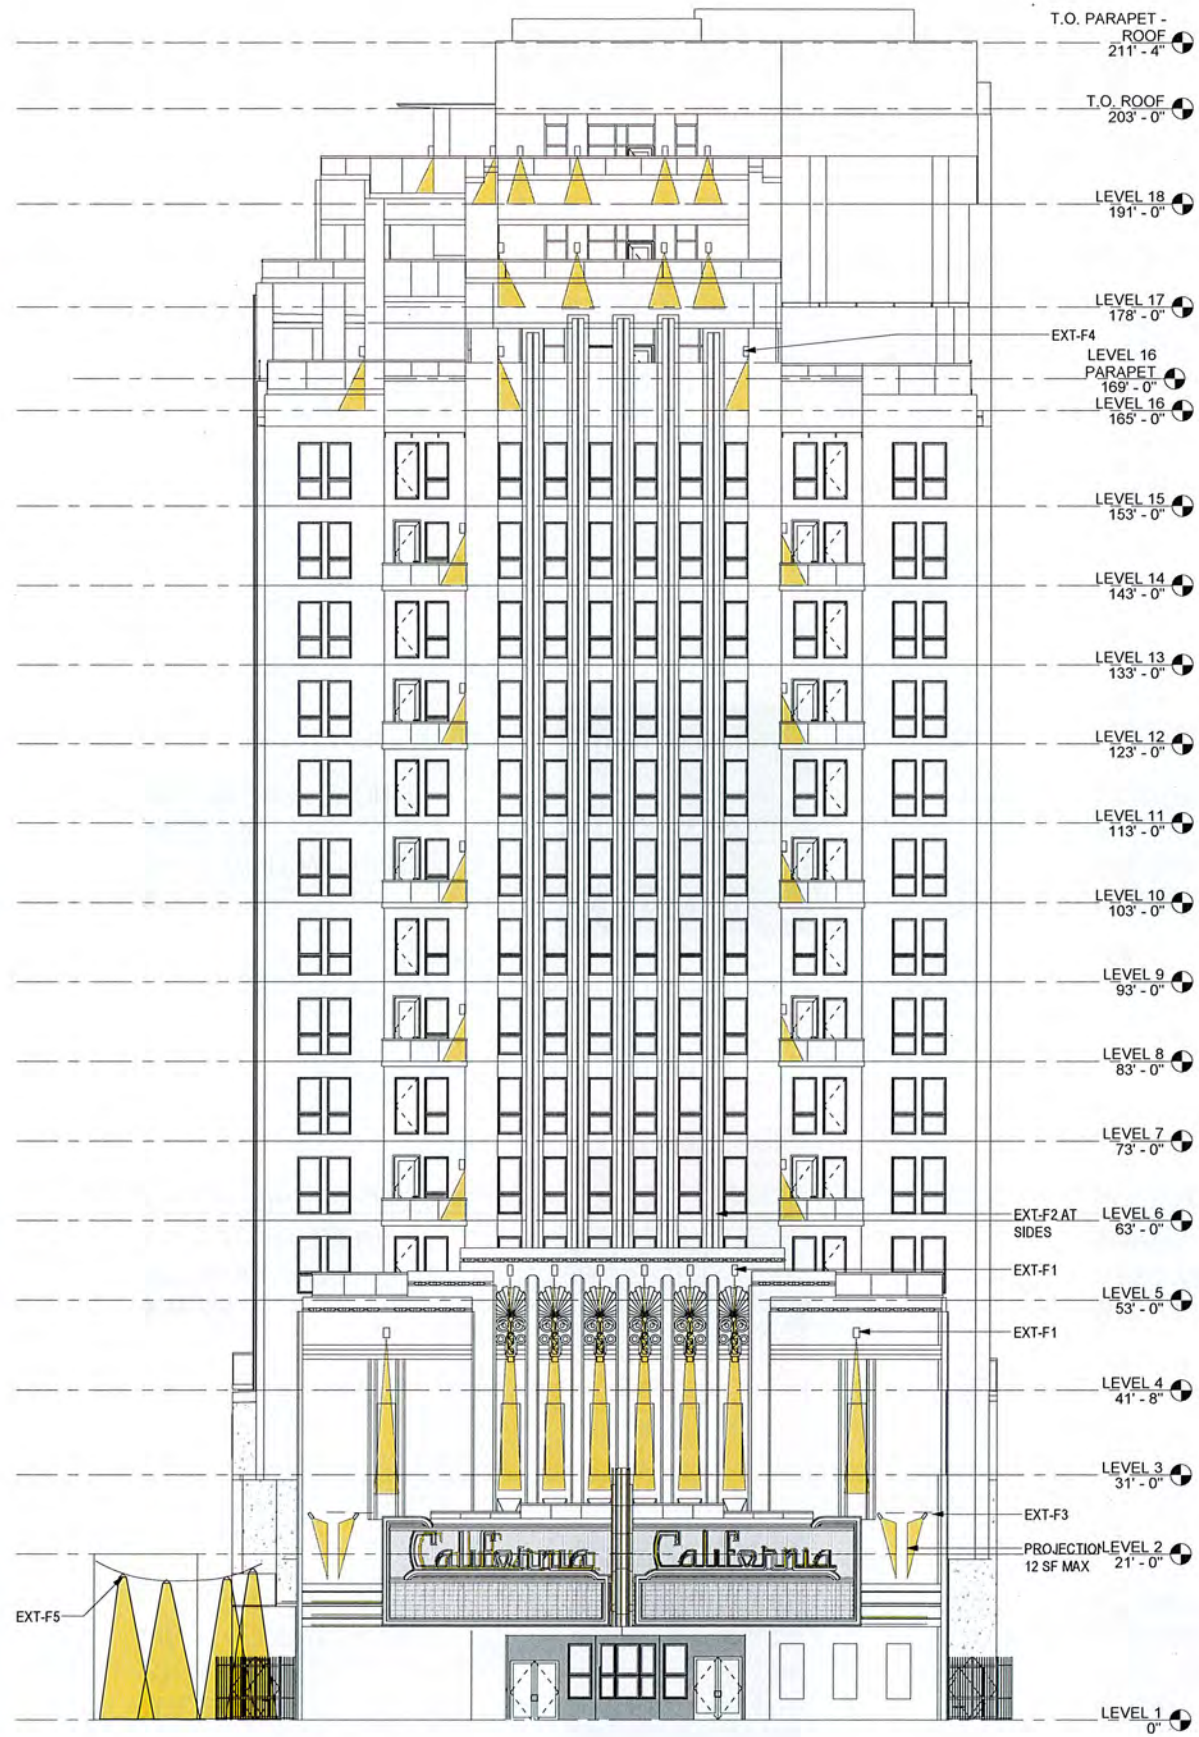 T.O. PARAPET -
ROOF
211' - 4"
T.O. ROOF
203' - 0"
LEVEL 18
191' - 0"
LEVEL 17
178' - 0"
EXT-F4
LEVEL 16
PARAPET
169' - 0"
LEVEL 16
165' - 0"
LEVEL 15
153' - 0"
LEVEL 14
143' - 0"
LEVEL 13
133' - 0"
LEVEL 12
123' - 0"
LEVEL 11
113' - 0"
LEVEL 10
103' - 0"
LEVEL 9
93' - 0"
LEVEL 8
83' - 0"
LEVEL 7
73' - 0"
EXT-F2 AT
SIDES
LEVEL 6
63' - 0"
EXT-F1
LEVEL 5
53' - 0"
EXT-F1
LEVEL 4
41' - 8"
LEVEL 3
31' - 0"
EXT-F3
California California
PROJECTION
12 SF MAX
LEVEL 2
21' - 0"
EXT-F5
LEVEL 1
0"